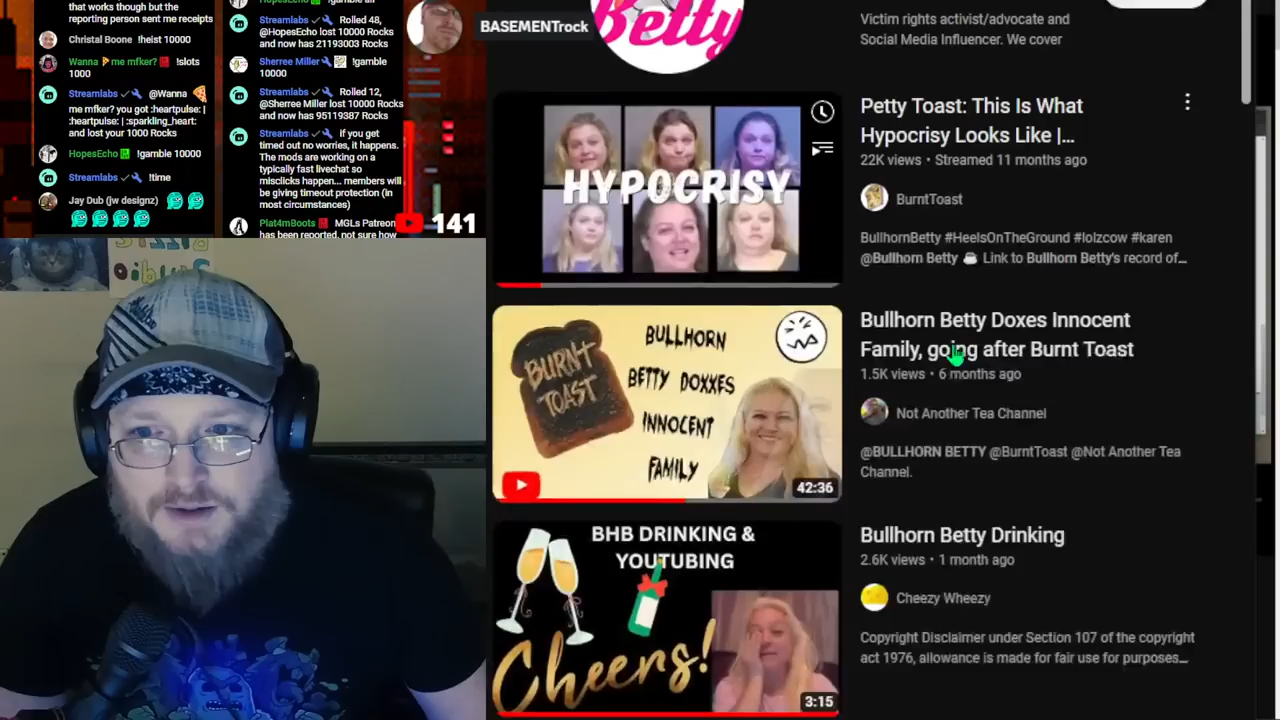 that works though but the
reporting person sent me receipts
Christal Boone !heist 10000
Wanna me mfker? !slots
1000
Streamlabs @Wanna
me mfker? you got :heartpulse: |
:heartpulse: | :sparkling_heart:
and lost your 1000 Rocks
HopesEcho !gamble 10000
Streamlabs !time
Jay Dub (jw designz)
Streamlabs Rolled 48,
@HopesEcho lost 10000 Rocks
and now has 21193003 Rocks
Sherree Miller !gamble
10000
Streamlabs Rolled 12,
@Sherree Miller lost 10000 Rocks
and now has 95119387 Rocks
Streamlabs If you get
timed out no worries, it happens.
The mods are working on a
typically fast livechat so
misclicks happen... members will
be giving timeout protection (in
most circumstances)
Plat4mBoots MGLs Patreon
has been reported, not sure how
141
BASEMENTrock
Betty
Victim rights activist/advocate and
Social Media Influencer. We cover
HYPOCRISY
Petty Toast: This Is What
Hypocrisy Looks Like |...
22K views • Streamed 11 months ago
BurntToast
BullhornBetty #HeelsOnTheGround #lolzcow #karen
@Bullhorn Betty ☕ Link to Bullhorn Betty's record of...
BURNT
TOAST
BULLHORN
BETTY DOXXES
INNOCENT
FAMILY
42:36
Bullhorn Betty Doxes Innocent
Family, going after Burnt Toast
1.5K views • 6 months ago
Not Another Tea Channel
@BULLHORN BETTY @BurntToast @Not Another Tea
Channel.
BHB DRINKING &
YOUTUBING
Cheers!
3:15
Bullhorn Betty Drinking
2.6K views • 1 month ago
Cheezy Wheezy
Copyright Disclaimer under Section 107 of the copyright
act 1976, allowance is made for fair use for purposes...